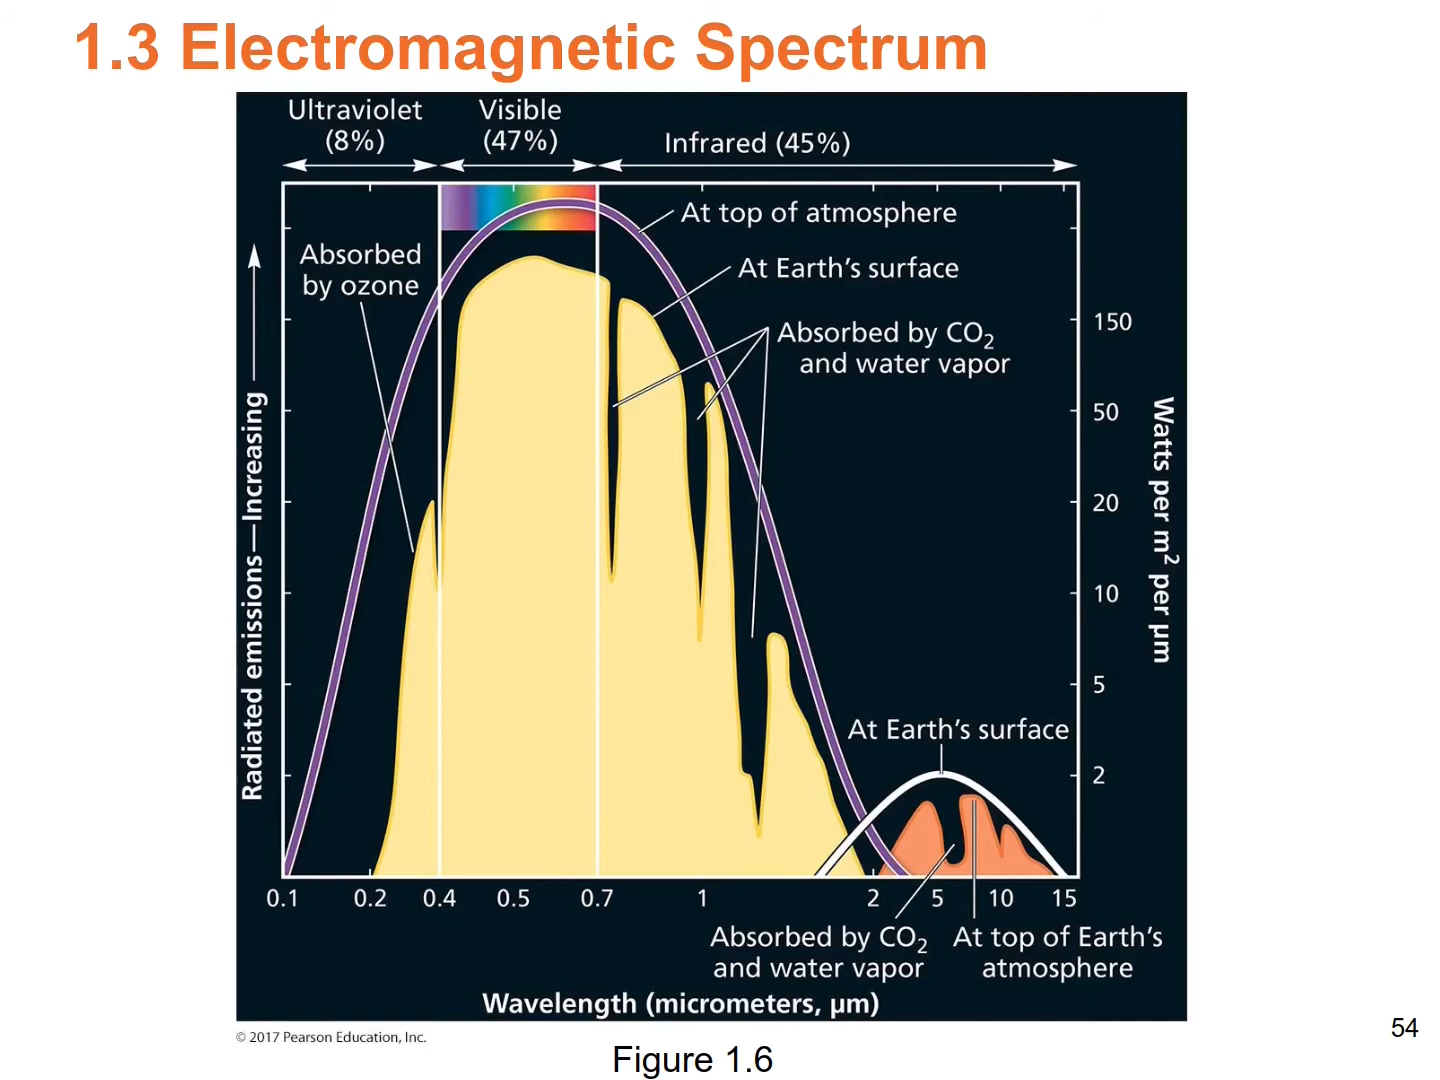 1.3 Electromagnetic Spectrum
Ultraviolet
(8%)
Visible
(47%)
Infrared (45%)
At top of atmosphere
Absorbed
by ozone
At Earth's surface
Absorbed by CO2
and water vapor
150
50
20
10
5
2
Radiated emissions—Increasing
Watts per m2 per µm
At Earth's surface
0.1 0.2 0.4 0.5 0.7 1 2 5 10 15
Absorbed by CO2
and water vapor
At top of Earth's
atmosphere
Wavelength (micrometers, µm)
© 2017 Pearson Education, Inc.
Figure 1.6
54